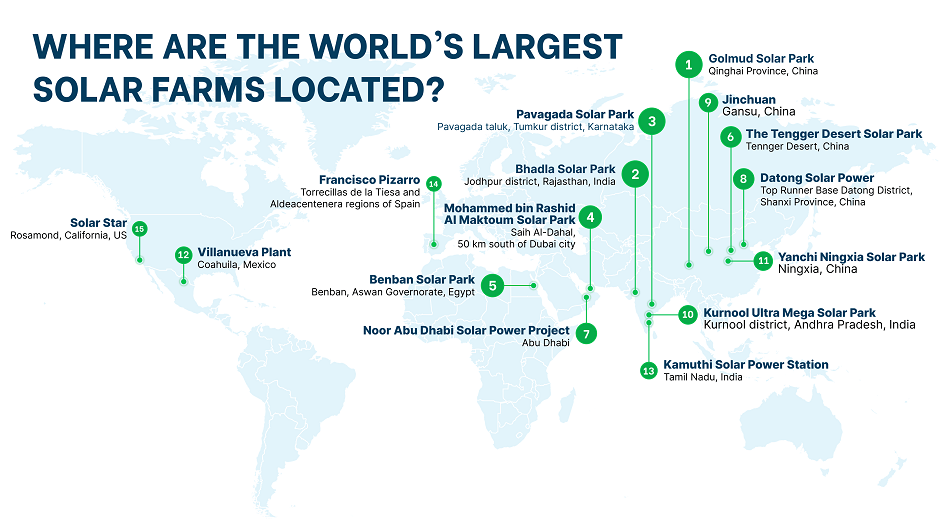 WHERE ARE THE WORLD'S LARGEST
SOLAR FARMS LOCATED?
1
Golmud Solar Park
Qinghai Province, China
9
Jinchuan
Gansu, China
Pavagada Solar Park
Pavagada taluk, Tumkur district, Karnataka
3
6
The Tengger Desert Solar Park
Tennger Desert, China
Bhadla Solar Park
Jodhpur district, Rajasthan, India
2
8
Datong Solar Power
Top Runner Base Datong District,
Shanxi Province, China
Francisco Pizarro
Torrecillas de la Tiesa and
Aldeacentenera regions of Spain
14
Mohammed bin Rashid
Al Maktoum Solar Park
Saih Al-Dahal,
50 km south of Dubai city
4
Solar Star
Rosamond, California, US
15
12
Villanueva Plant
Coahuila, Mexico
11
Yanchi Ningxia Solar Park
Ningxia, China
Benban Solar Park
Benban, Aswan Governorate, Egypt
5
10
Kurnool Ultra Mega Solar Park
Kurnool district, Andhra Pradesh, India
Noor Abu Dhabi Solar Power Project
Abu Dhabi
7
13
Kamuthi Solar Power Station
Tamil Nadu, India